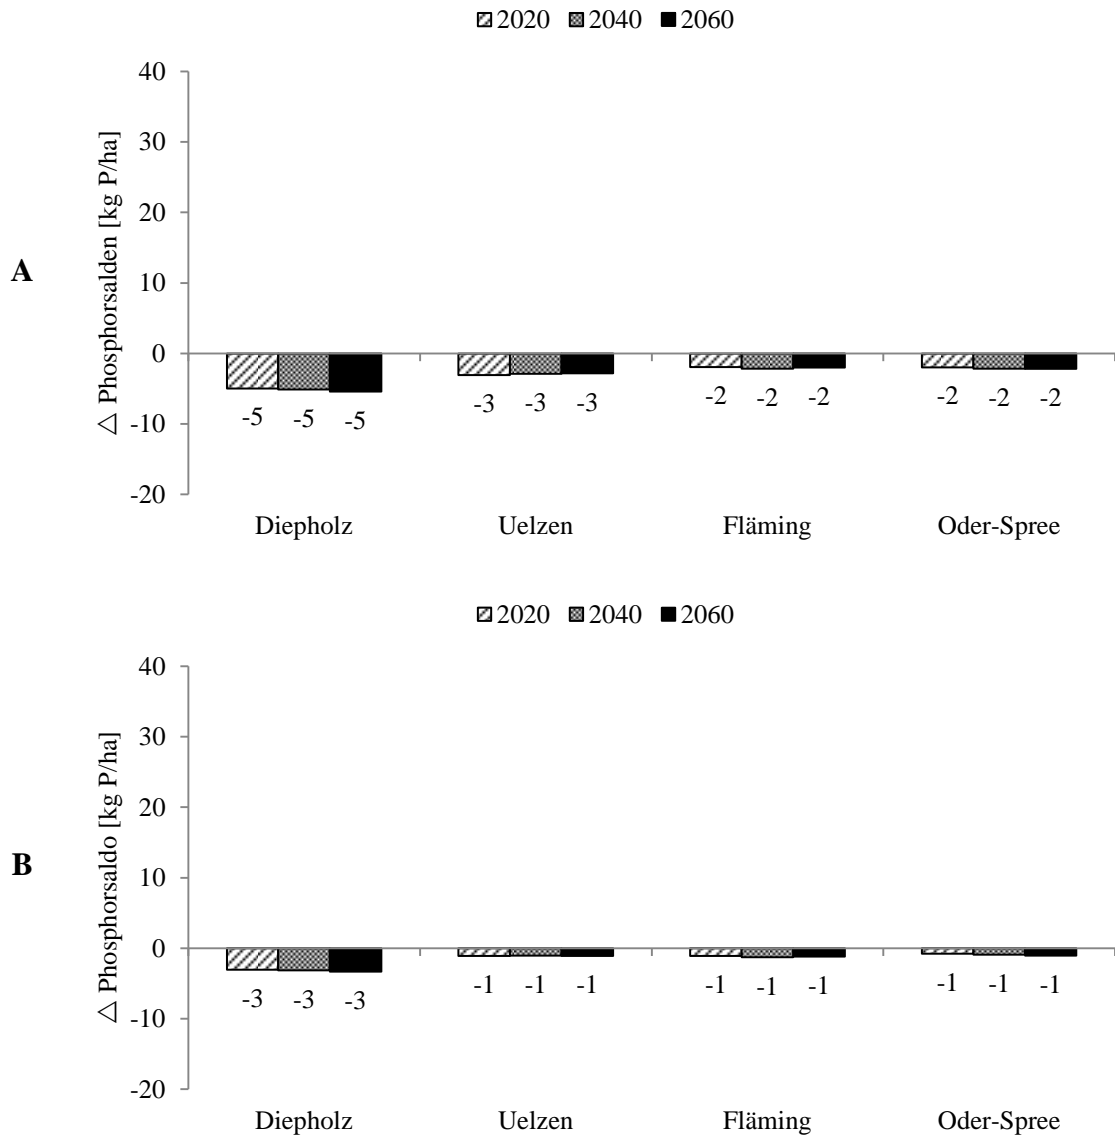 2020 2040 2060
A
△ Phosphorsalden [kg P/ha]
40
30
20
10
0
-10
-20
-5 -5 -5 -3 -3 -3 -2 -2 -2 -2 -2 -2
Diepholz Uelzen Fläming Oder-Spree
2020 2040 2060
B
△ Phosphorsaldo [kg P/ha]
40
30
20
10
0
-10
-20
-3 -3 -3 -1 -1 -1 -1 -1 -1 -1 -1 -1
Diepholz Uelzen Fläming Oder-Spree